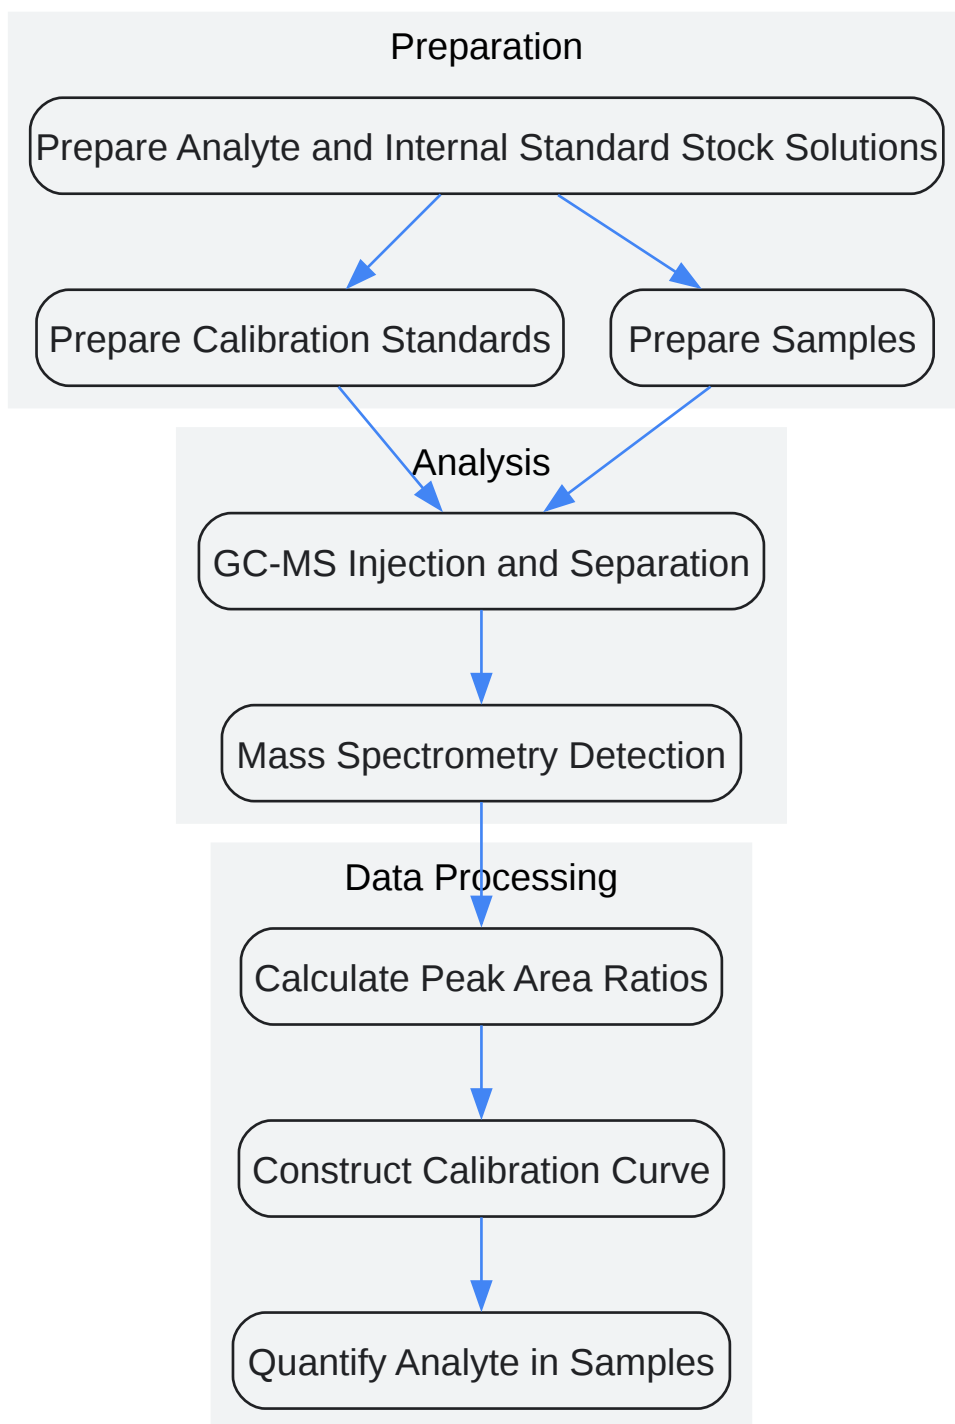 Preparation
Prepare Analyte and Internal Standard Stock Solutions
Prepare Calibration Standards
Prepare Samples
Analysis
GC-MS Injection and Separation
Mass Spectrometry Detection
Data Processing
Calculate Peak Area Ratios
Construct Calibration Curve
Quantify Analyte in Samples